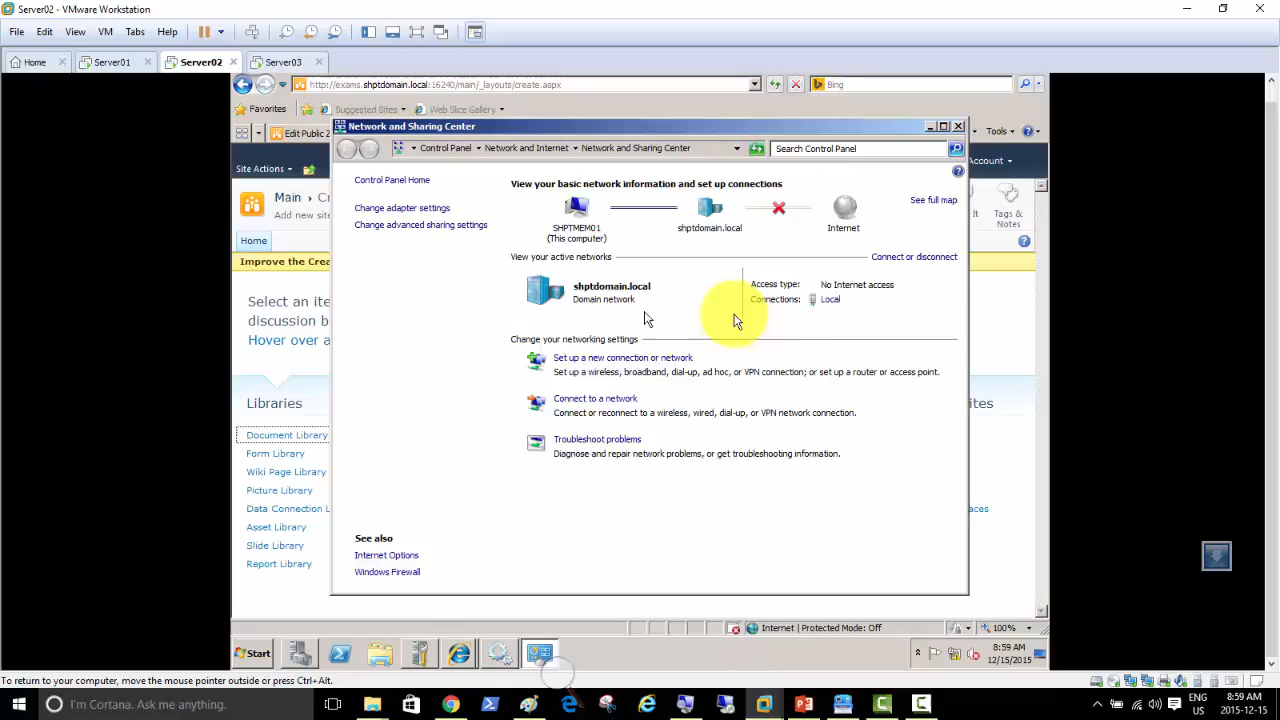 Server02 - VMware Workstation
File Edit View VM Tabs Help
Home Server01 Server02 Server03
http://exams.shptdomain.local:16240/main/_layouts/create.aspx Bing
Favorites Suggested Sites Web Slice Gallery
Edit Public Tools
Network and Sharing Center
Control Panel Network and Internet Network and Sharing Center Search Control Panel
Site Actions Account
Main
Add new site
Tags & Notes
Home
Improve the Crea
Select an ite
discussion b
Hover over a
Libraries
Document Library
Form Library
Wiki Page Library
Picture Library
Data Connection L
Asset Library
Slide Library
Report Library
Control Panel Home
Change adapter settings
Change advanced sharing settings
View your basic network information and set up connections
See full map
SHPTMEM01 shptdomain.local Internet
(This computer)
View your active networks Connect or disconnect
shptdomain.local Access type: No Internet access
Domain network Connections: Local
Change your networking settings
Set up a new connection or network
Set up a wireless, broadband, dial-up, ad hoc, or VPN connection; or set up a router or access point.
Connect to a network
Connect or reconnect to a wireless, wired, dial-up, or VPN network connection.
Troubleshoot problems
Diagnose and repair network problems, or get troubleshooting information.
See also
Internet Options
Windows Firewall
Internet | Protected Mode: Off 100%
Start 8:59 AM
12/15/2015
To return to your computer, move the mouse pointer outside or press Ctrl+Alt.
I'm Cortana. Ask me anything. ENG 8:59 AM
US 2015-12-15